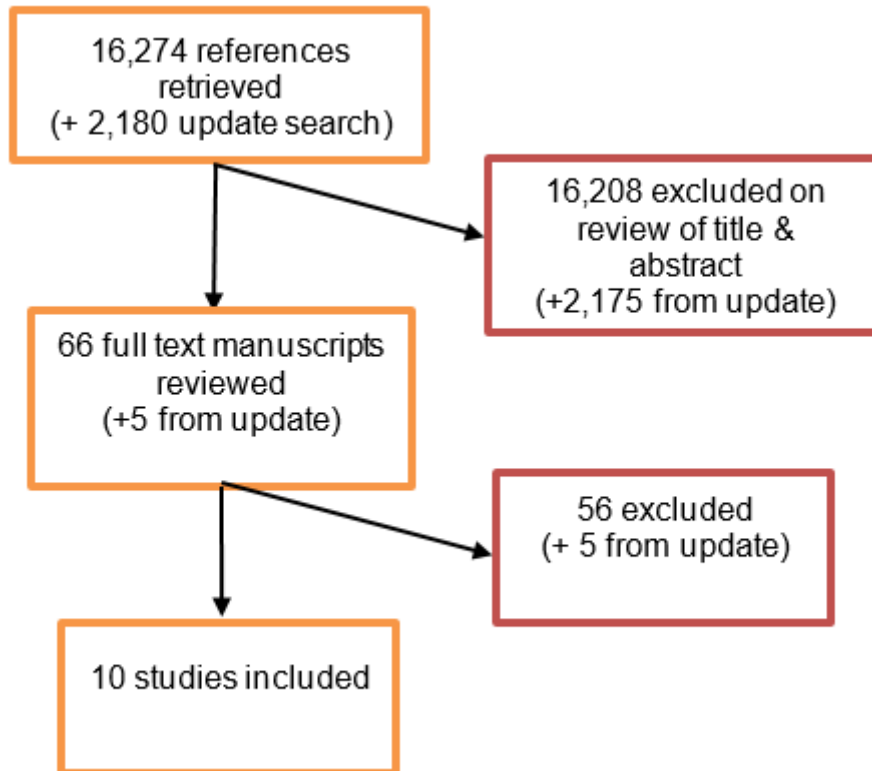 16,274 references
retrieved
(+ 2,180 update search)
16,208 excluded on
review of title &
abstract
(+2,175 from update)
66 full text manuscripts
reviewed
(+5 from update)
56 excluded
(+ 5 from update)
10 studies included